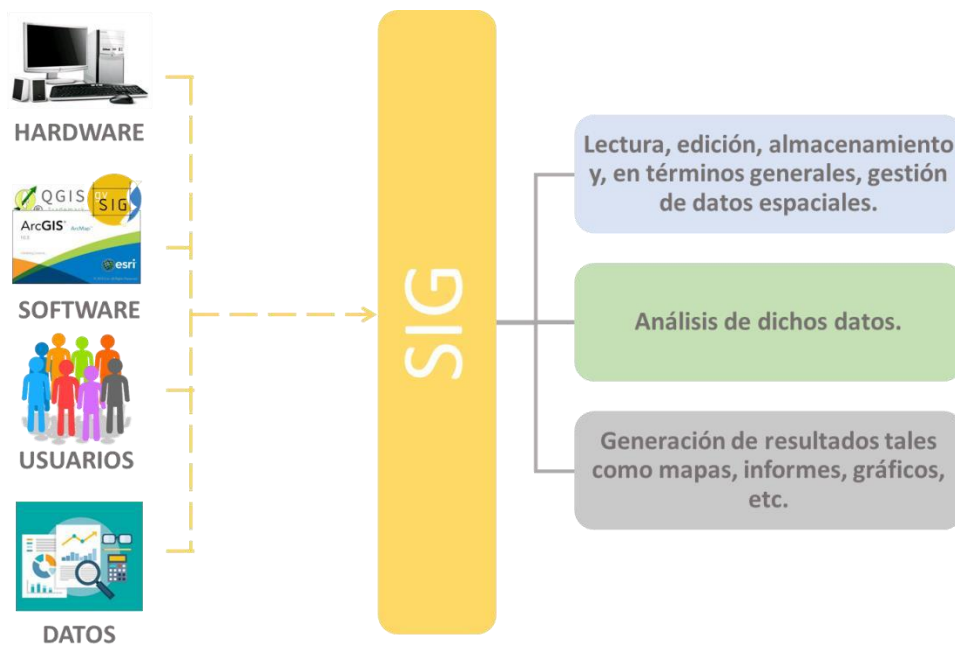 HARDWARE
QGIS
SIG
ArcGIS ArcMap
esri
SOFTWARE
USUARIOS
DATOS
SIG
Lectura, edición, almacenamiento
y, en términos generales, gestión
de datos espaciales.
Análisis de dichos datos.
Generación de resultados tales
como mapas, informes, gráficos,
etc.